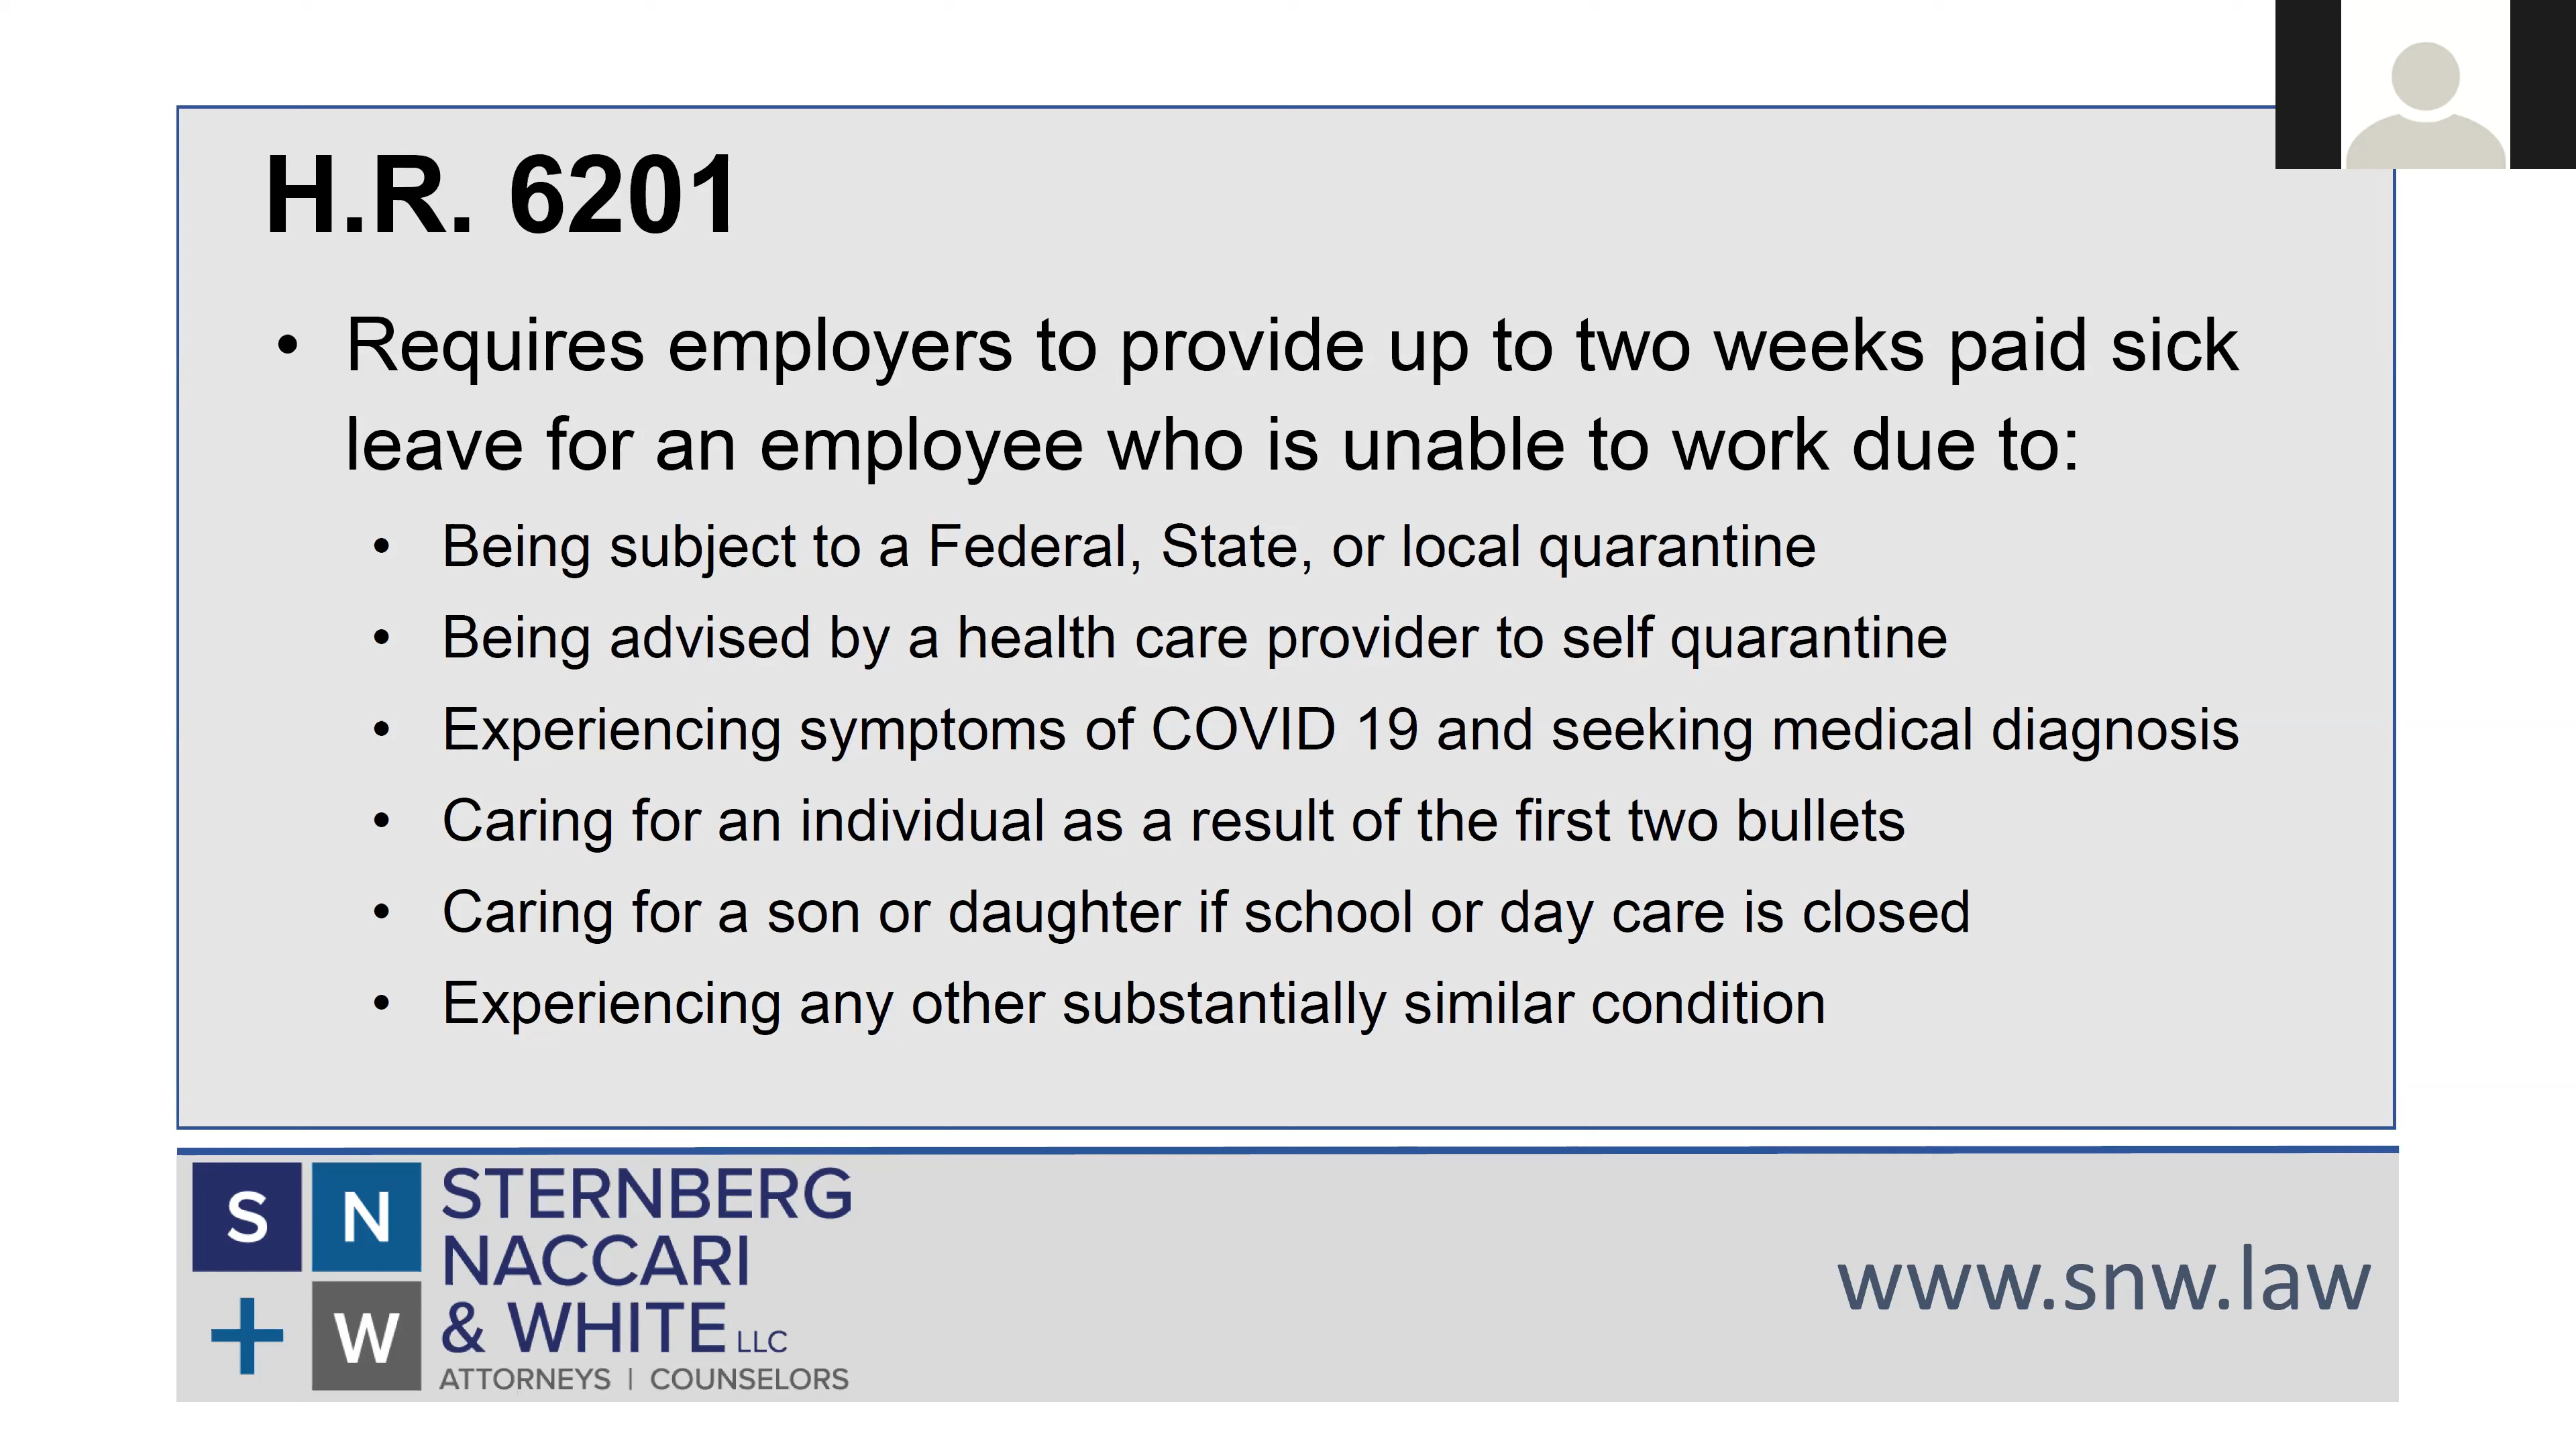 H.R. 6201
• Requires employers to provide up to two weeks paid sick
leave for an employee who is unable to work due to:
• Being subject to a Federal, State, or local quarantine
• Being advised by a health care provider to self quarantine
• Experiencing symptoms of COVID 19 and seeking medical diagnosis
• Caring for an individual as a result of the first two bullets
• Caring for a son or daughter if school or day care is closed
• Experiencing any other substantially similar condition
S N
+ W
STERNBERG
NACCARI
& WHITE LLC
ATTORNEYS | COUNSELORS
www.snw.law